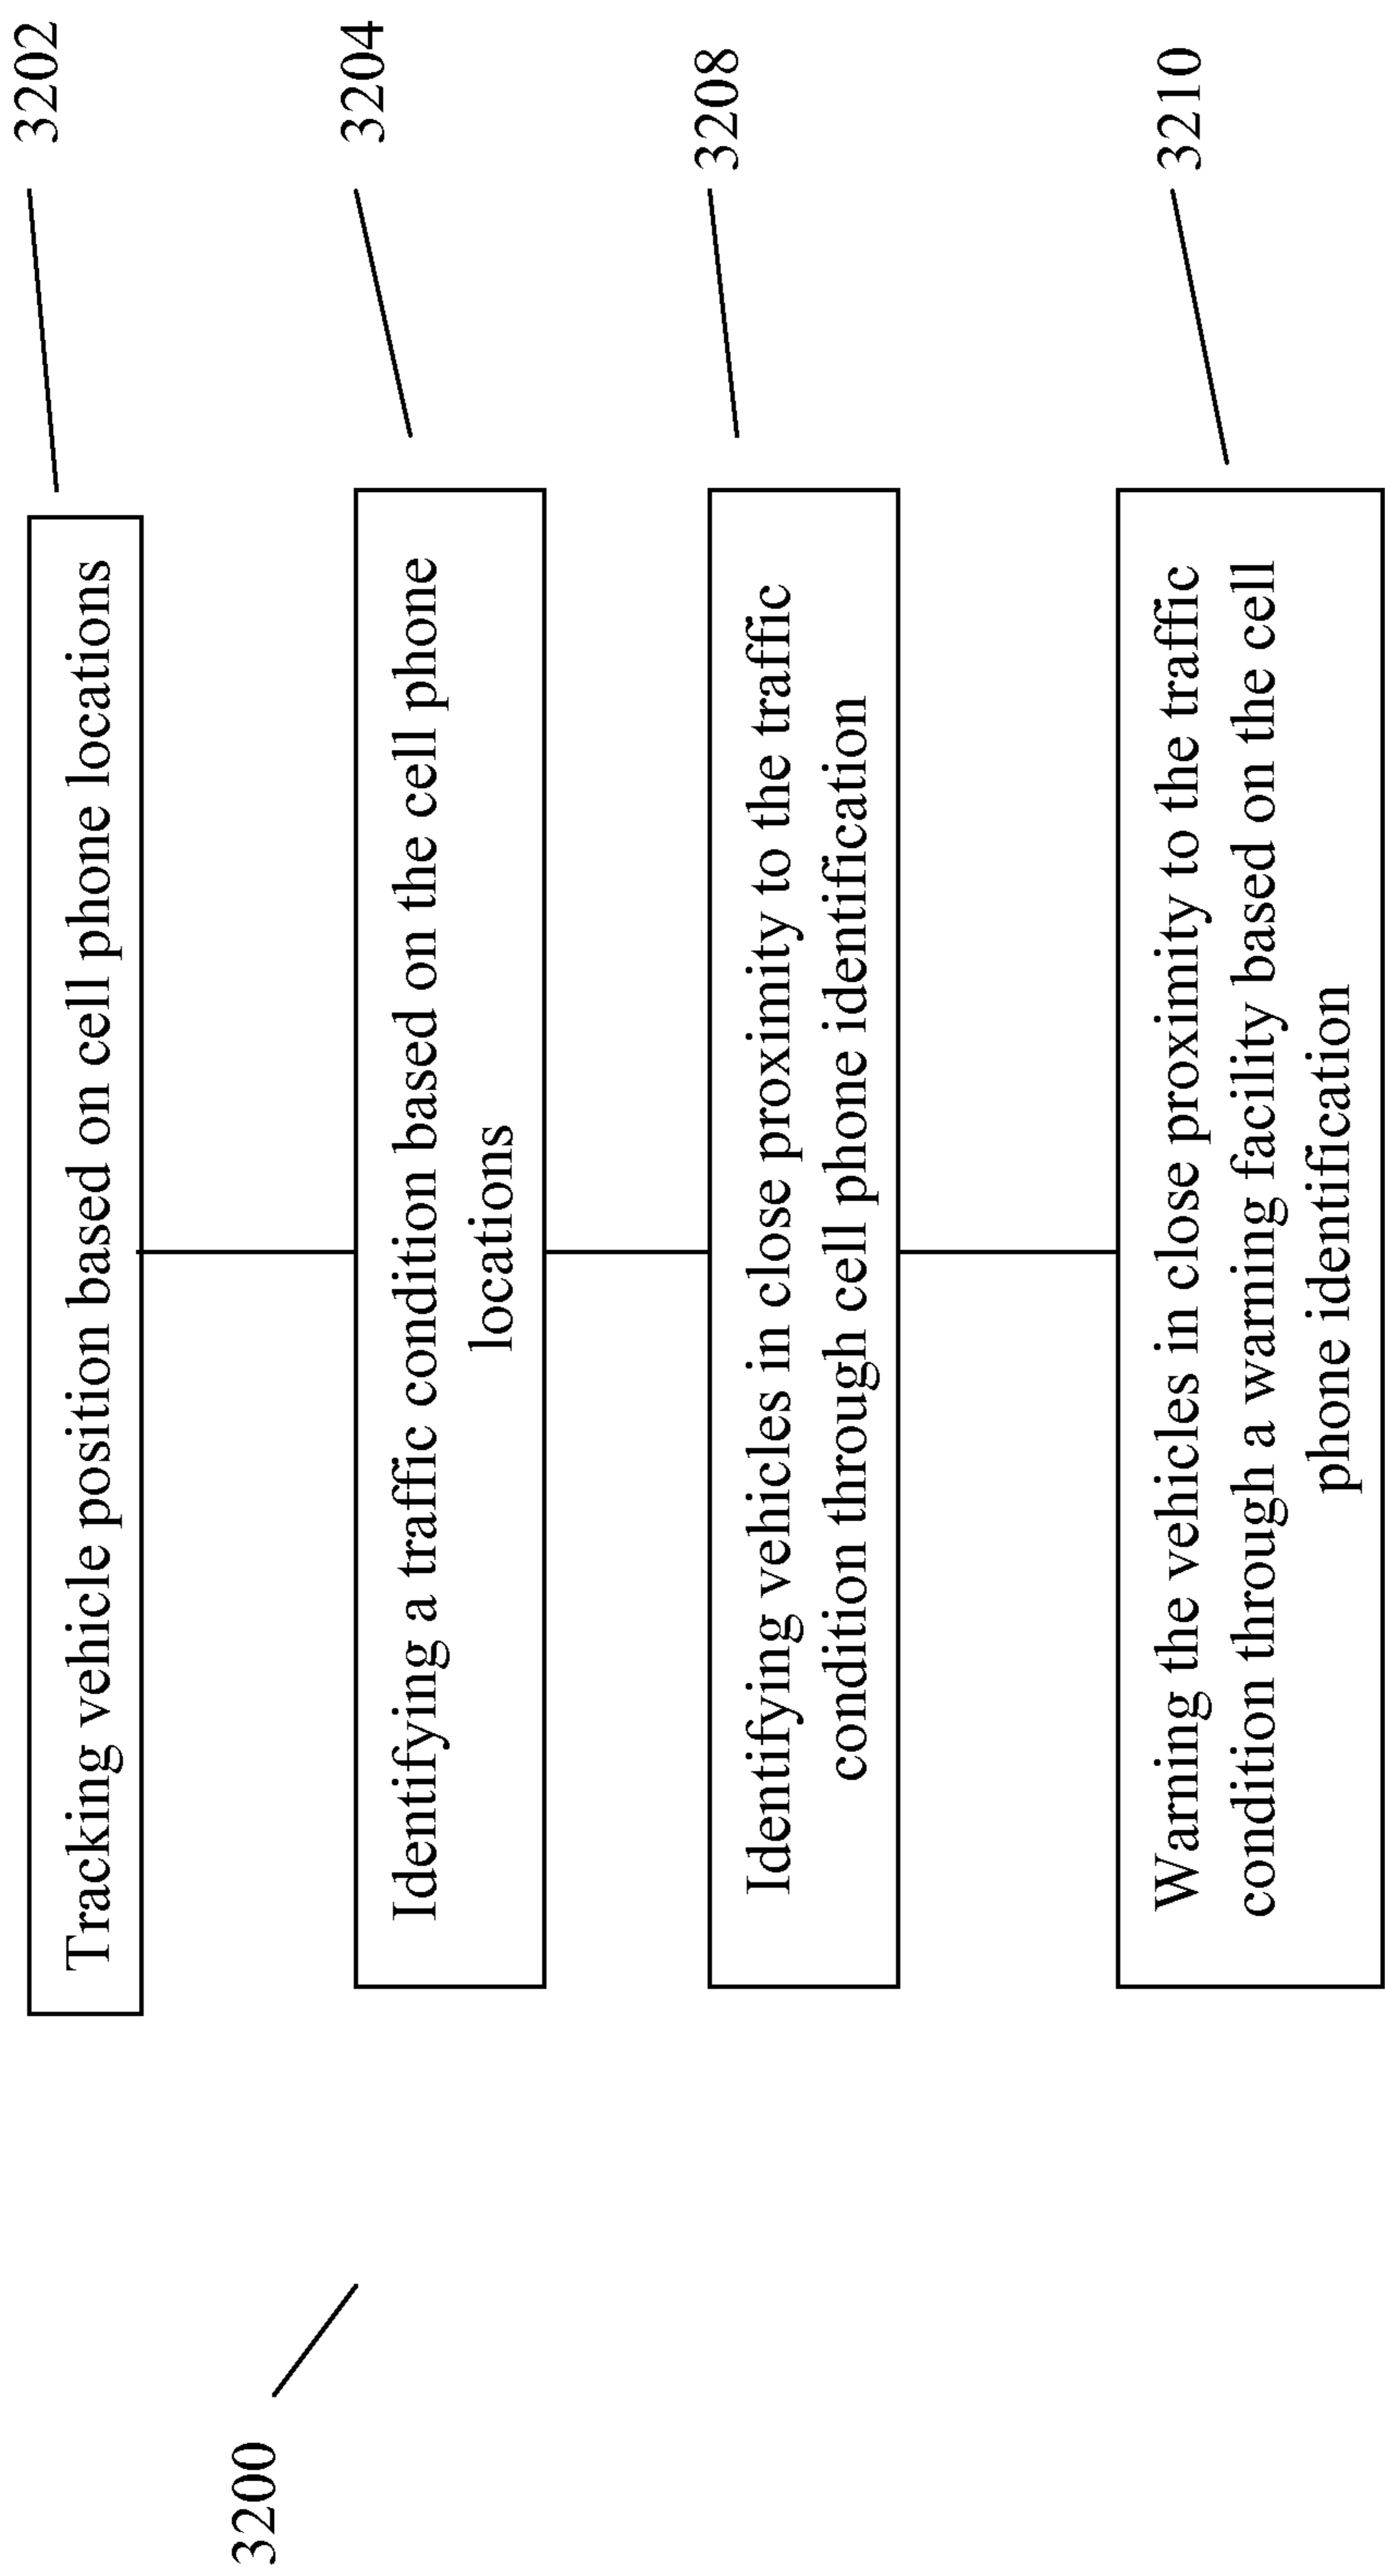 3200
3202
Tracking vehicle position based on cell phone locations
3204
Identifying a traffic condition based on the cell phone
locations
3208
Identifying vehicles in close proximity to the traffic
condition through cell phone identification
3210
Warning the vehicles in close proximity to the traffic
condition through a warning facility based on the cell
phone identification